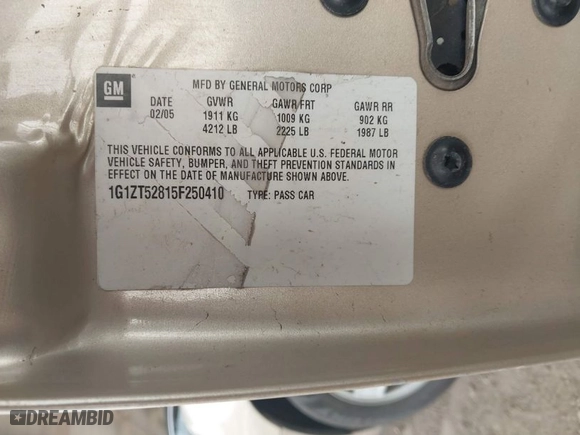 GM
MFD BY GENERAL MOTORS CORP
DATE GVWR GAWR FRT GAWR RR
02/05 1911 KG 1009 KG 902 KG
4212 LB 2225 LB 1987 LB
THIS VEHICLE CONFORMS TO ALL APPLICABLE U.S. FEDERAL MOTOR
VEHICLE SAFETY, BUMPER, AND THEFT PREVENTION STANDARDS IN
EFFECT ON THE DATE OF MANUFACTURE SHOWN ABOVE.
1G1ZT52815F250410 TYPE: PASS CAR
DREAMBID